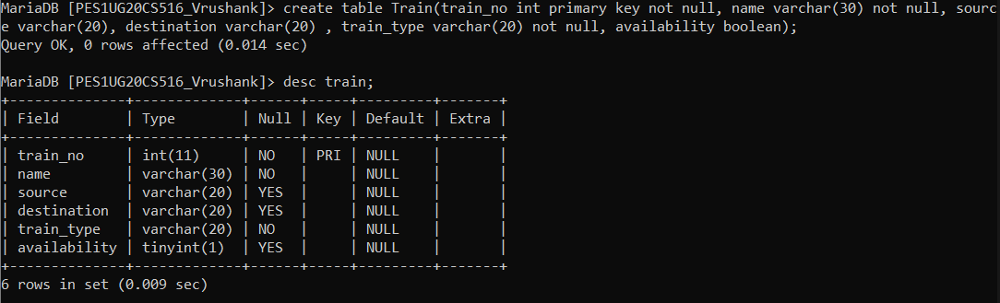 MariaDB [PES1UG20CS516_Vrushank]> create table Train(train_no int primary key not null, name varchar(30) not null, sourc
e varchar(20), destination varchar(20) , train_type varchar(20) not null, availability boolean);
Query OK, 0 rows affected (0.014 sec)

MariaDB [PES1UG20CS516_Vrushank]> desc train;
+--------------+-------------+------+-----+---------+-------+
| Field        | Type        | Null | Key | Default | Extra |
+--------------+-------------+------+-----+---------+-------+
| train_no     | int(11)     | NO   | PRI | NULL    |       |
| name         | varchar(30) | NO   |     | NULL    |       |
| source       | varchar(20) | YES  |     | NULL    |       |
| destination  | varchar(20) | YES  |     | NULL    |       |
| train_type   | varchar(20) | NO   |     | NULL    |       |
| availability | tinyint(1)  | YES  |     | NULL    |       |
+--------------+-------------+------+-----+---------+-------+
6 rows in set (0.009 sec)